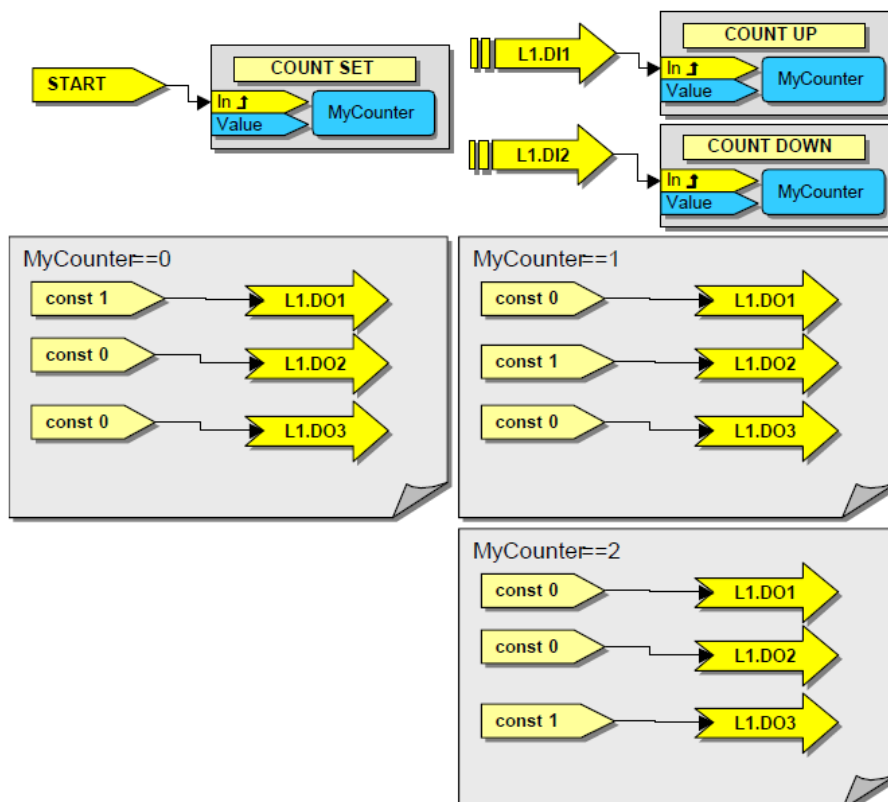 START
COUNT SET
In
Value
MyCounter
L1.DI1
COUNT UP
In
Value
MyCounter
L1.DI2
COUNT DOWN
In
Value
MyCounter
MyCounter==0
const 1
L1.DO1
const 0
L1.DO2
const 0
L1.DO3
MyCounter==1
const 0
L1.DO1
const 1
L1.DO2
const 0
L1.DO3
MyCounter==2
const 0
L1.DO1
const 0
L1.DO2
const 1
L1.DO3